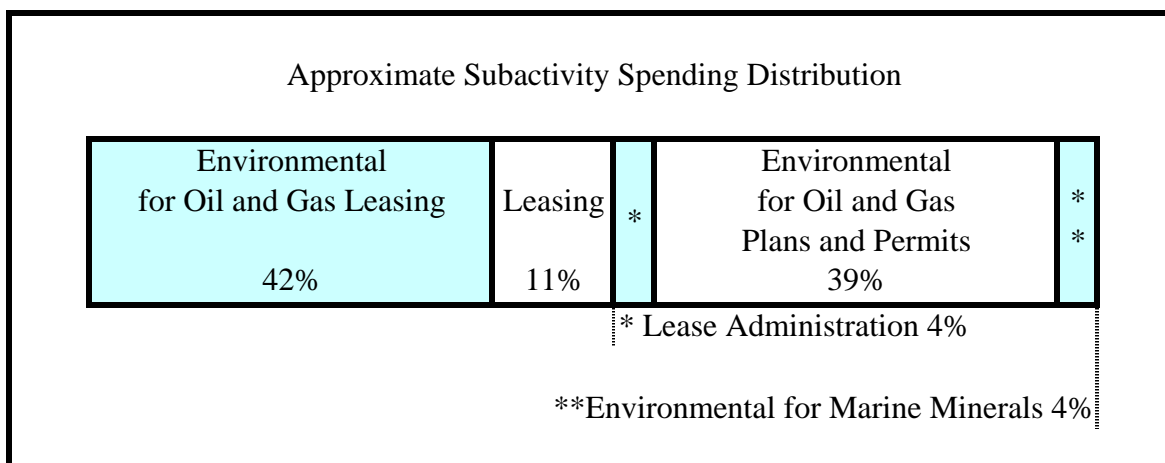 Approximate Subactivity Spending Distribution
Environmental
for Oil and Gas Leasing
42%
Leasing
11%
*
Environmental
for Oil and Gas
Plans and Permits
39%
*
*
* Lease Administration 4%
**Environmental for Marine Minerals 4%